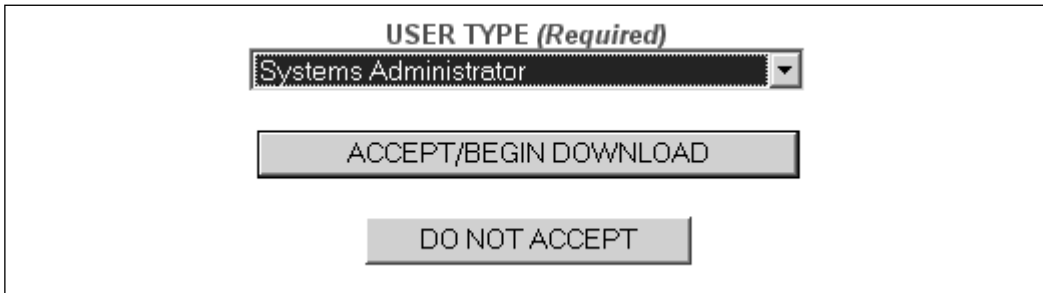 USER TYPE (Required)
Systems Administrator
ACCEPT/BEGIN DOWNLOAD
DO NOT ACCEPT